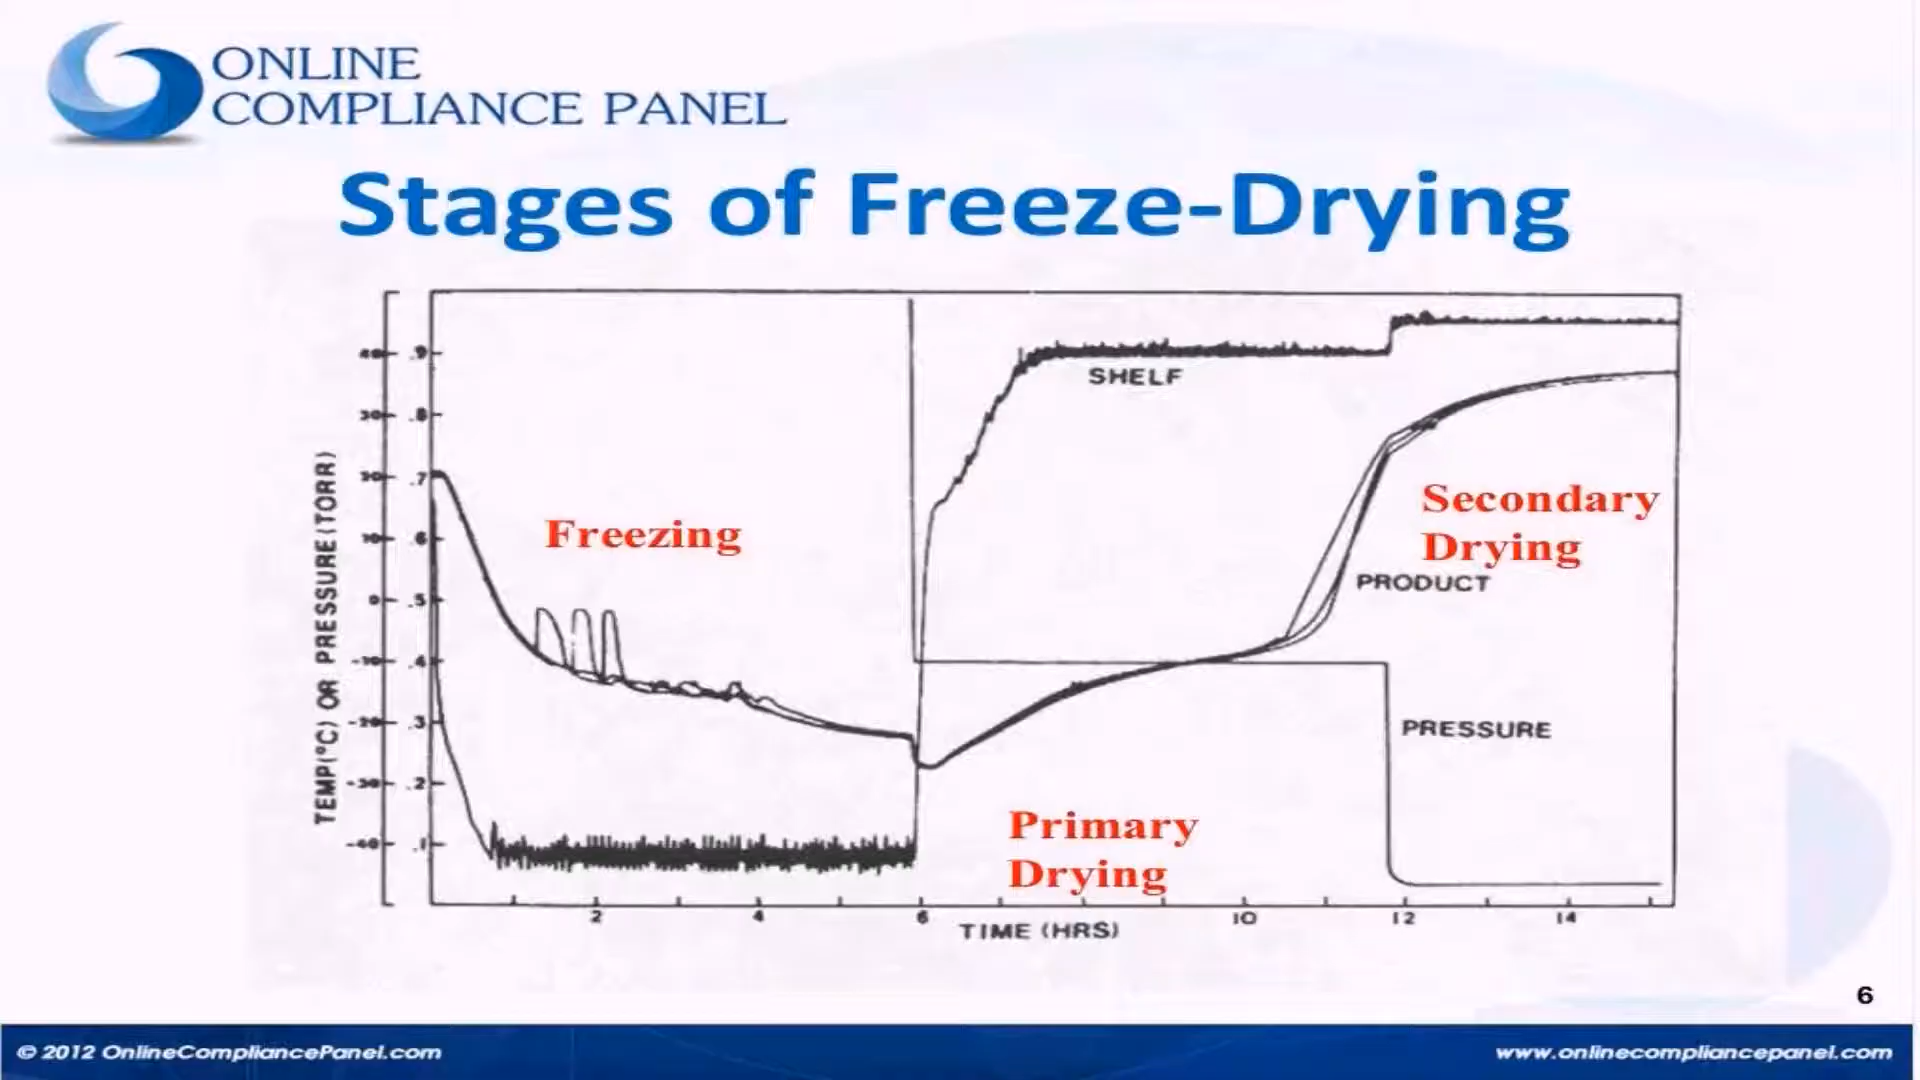 ONLINE
COMPLIANCE PANEL
Stages of Freeze-Drying
TEMP(°C) OR PRESSURE(TORR)
40 .9
30 .8
20 .7
10 .6
0 .5
-10 .4
-20 .3
-30 .2
-40 .1
SHELF
Freezing
Secondary
Drying
PRODUCT
PRESSURE
Primary
Drying
2 4 6 10 12 14
TIME (HRS)
6
© 2012 OnlineCompliancePanel.com
www.onlinecompliancepanel.com